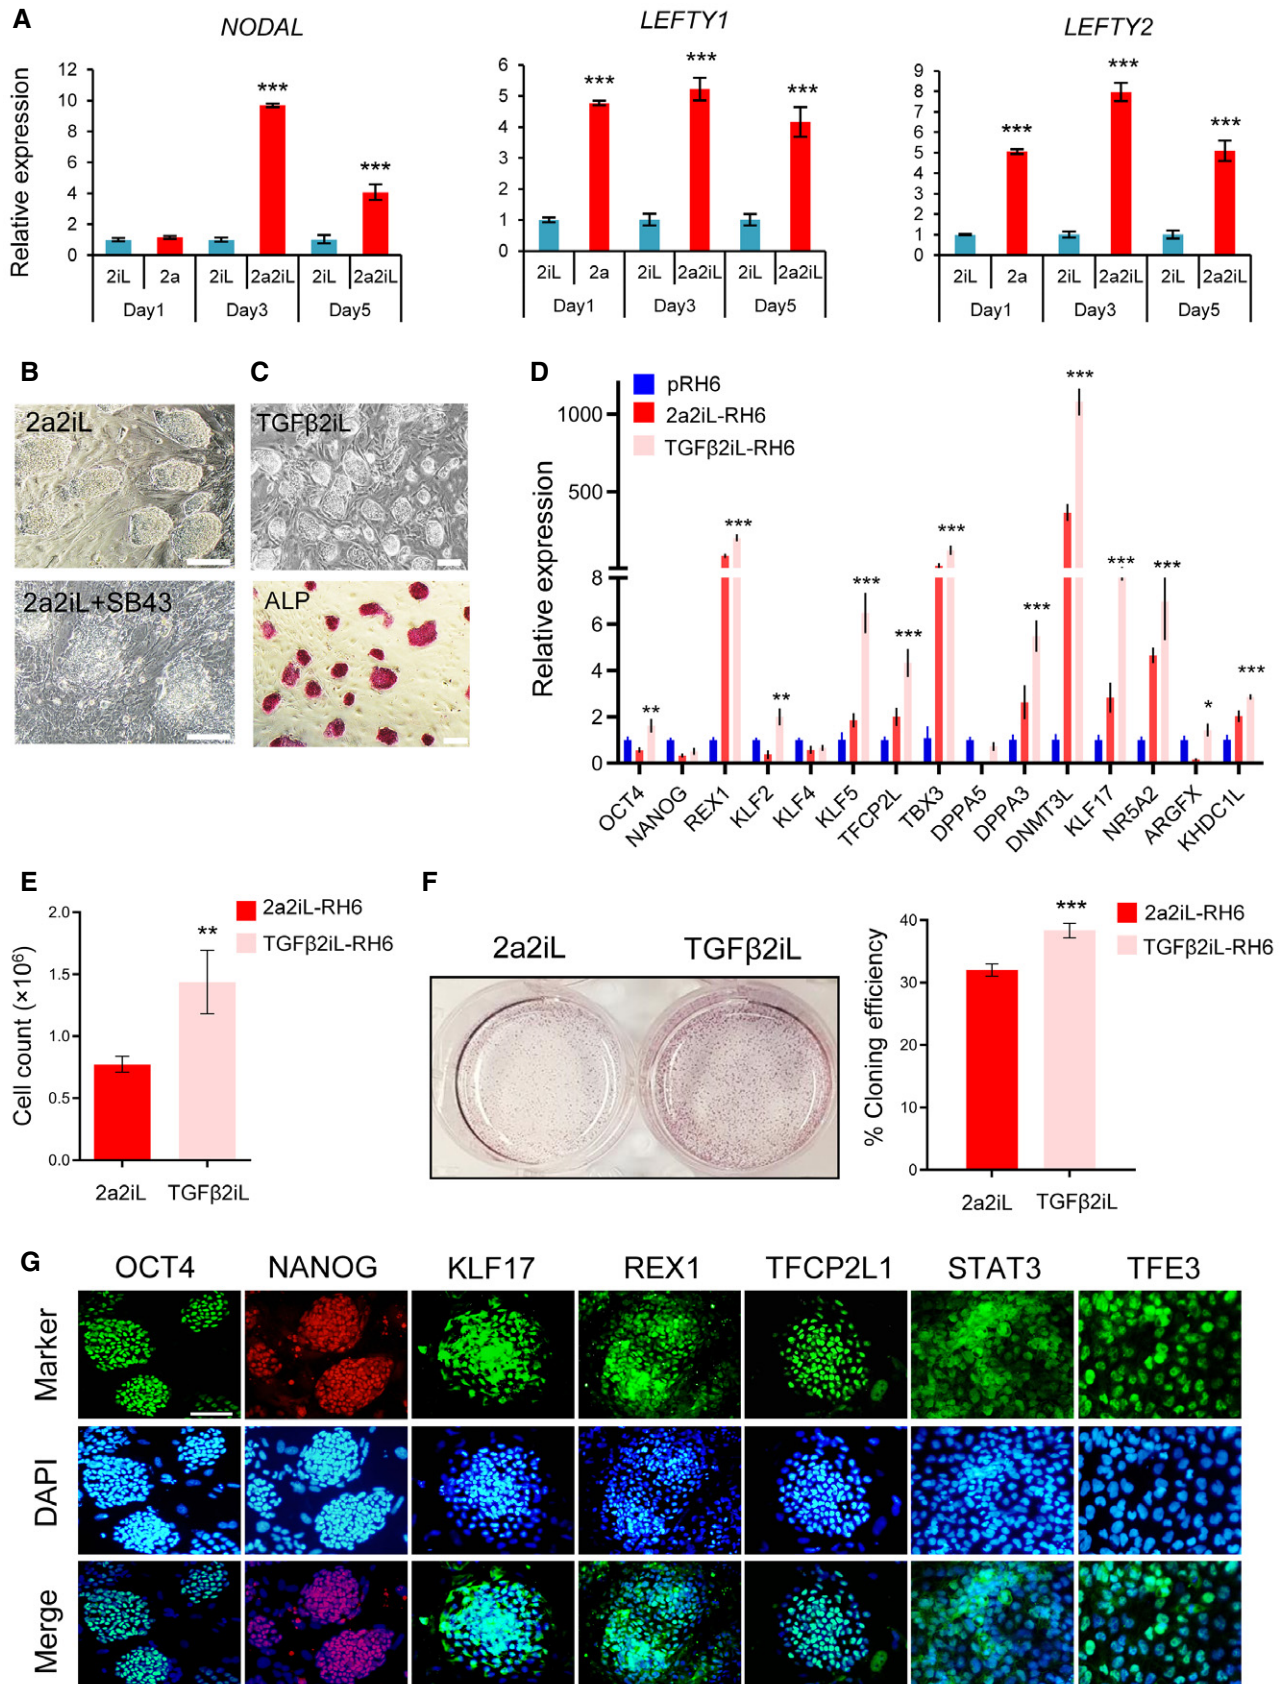 A
NODAL
LEFTY1
LEFTY2
Relative expression
12
10
8
6
4
2
0
***
***
2iL 2a 2iL 2a2iL 2iL 2a2iL
Day1 Day3 Day5
6
5
4
3
2
1
0
***
***
***
2iL 2a 2iL 2a2iL 2iL 2a2iL
Day1 Day3 Day5
9
8
7
6
5
4
3
2
1
0
***
***
***
2iL 2a 2iL 2a2iL 2iL 2a2iL
Day1 Day3 Day5
B
2a2iL
2a2iL+SB43
C
TGFβ2iL
ALP
D
pRH6
2a2iL-RH6
TGFβ2iL-RH6
Relative expression
1000
500
8
6
4
2
0
**
***
**
***
***
***
***
***
***
***
*
***
OCT4
NANOG
REX1
KLF2
KLF4
KLF5
TFCP2L
TBX3
DPPA5
DPPA3
DNMT3L
KLF17
NR5A2
ARGFX
KHDC1L
E
2a2iL-RH6
TGFβ2iL-RH6
Cell count (×10⁶)
2.0
1.5
1.0
0.5
0.0
**
2a2iL TGFβ2iL
F
2a2iL TGFβ2iL
2a2iL-RH6
TGFβ2iL-RH6
% Cloning efficiency
40
30
20
10
0
***
2a2iL TGFβ2iL
G
OCT4 NANOG KLF17 REX1 TFCP2L1 STAT3 TFE3
Marker
DAPI
Merge